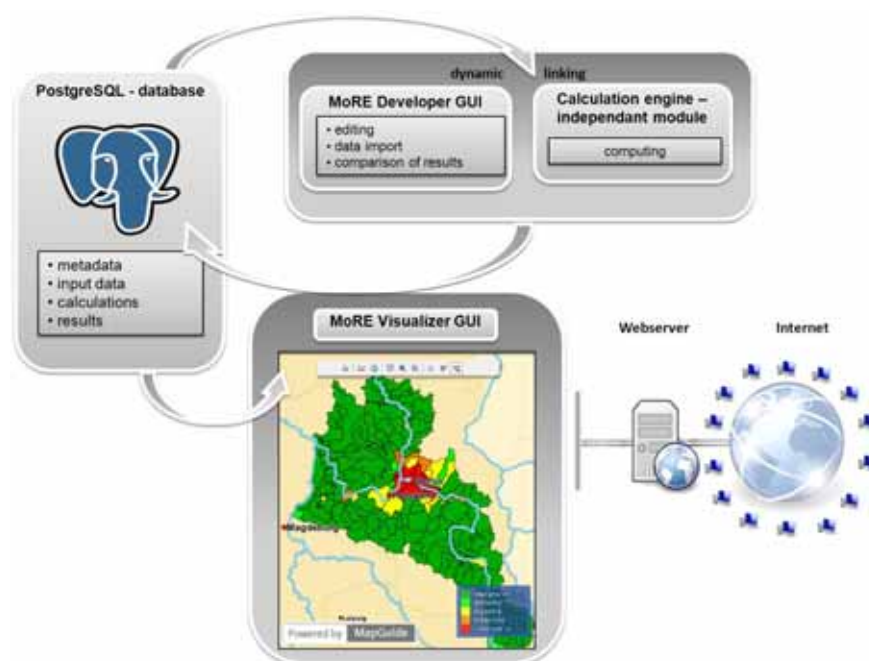 PostgreSQL - database
• metadata
• input data
• calculations
• results
dynamic linking
MoRE Developer GUI
• editing
• data import
• comparison of results
Calculation engine –
independant module
computing
MoRE Visualizer GUI
Magdeburg
Powered by MapGuide
Webserver
Internet